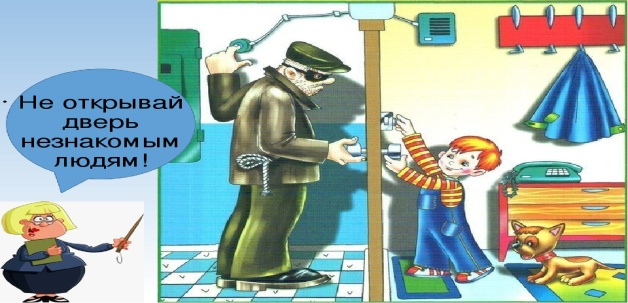 Не открывай
дверь
незнакомым
людям!